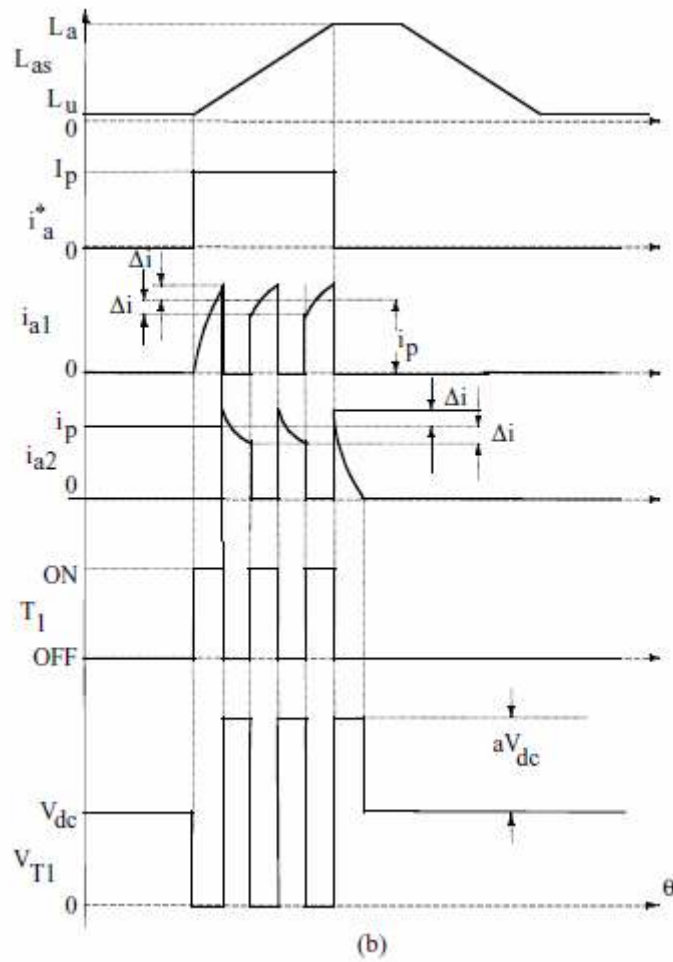 La
Las
Lu
0
Ip
i*a
0
Δi
Δi
ia1
ip
0
Δi
ip
Δi
ia2
0
ON
T1
OFF
aVdc
Vdc
VT1
θ
0
(b)